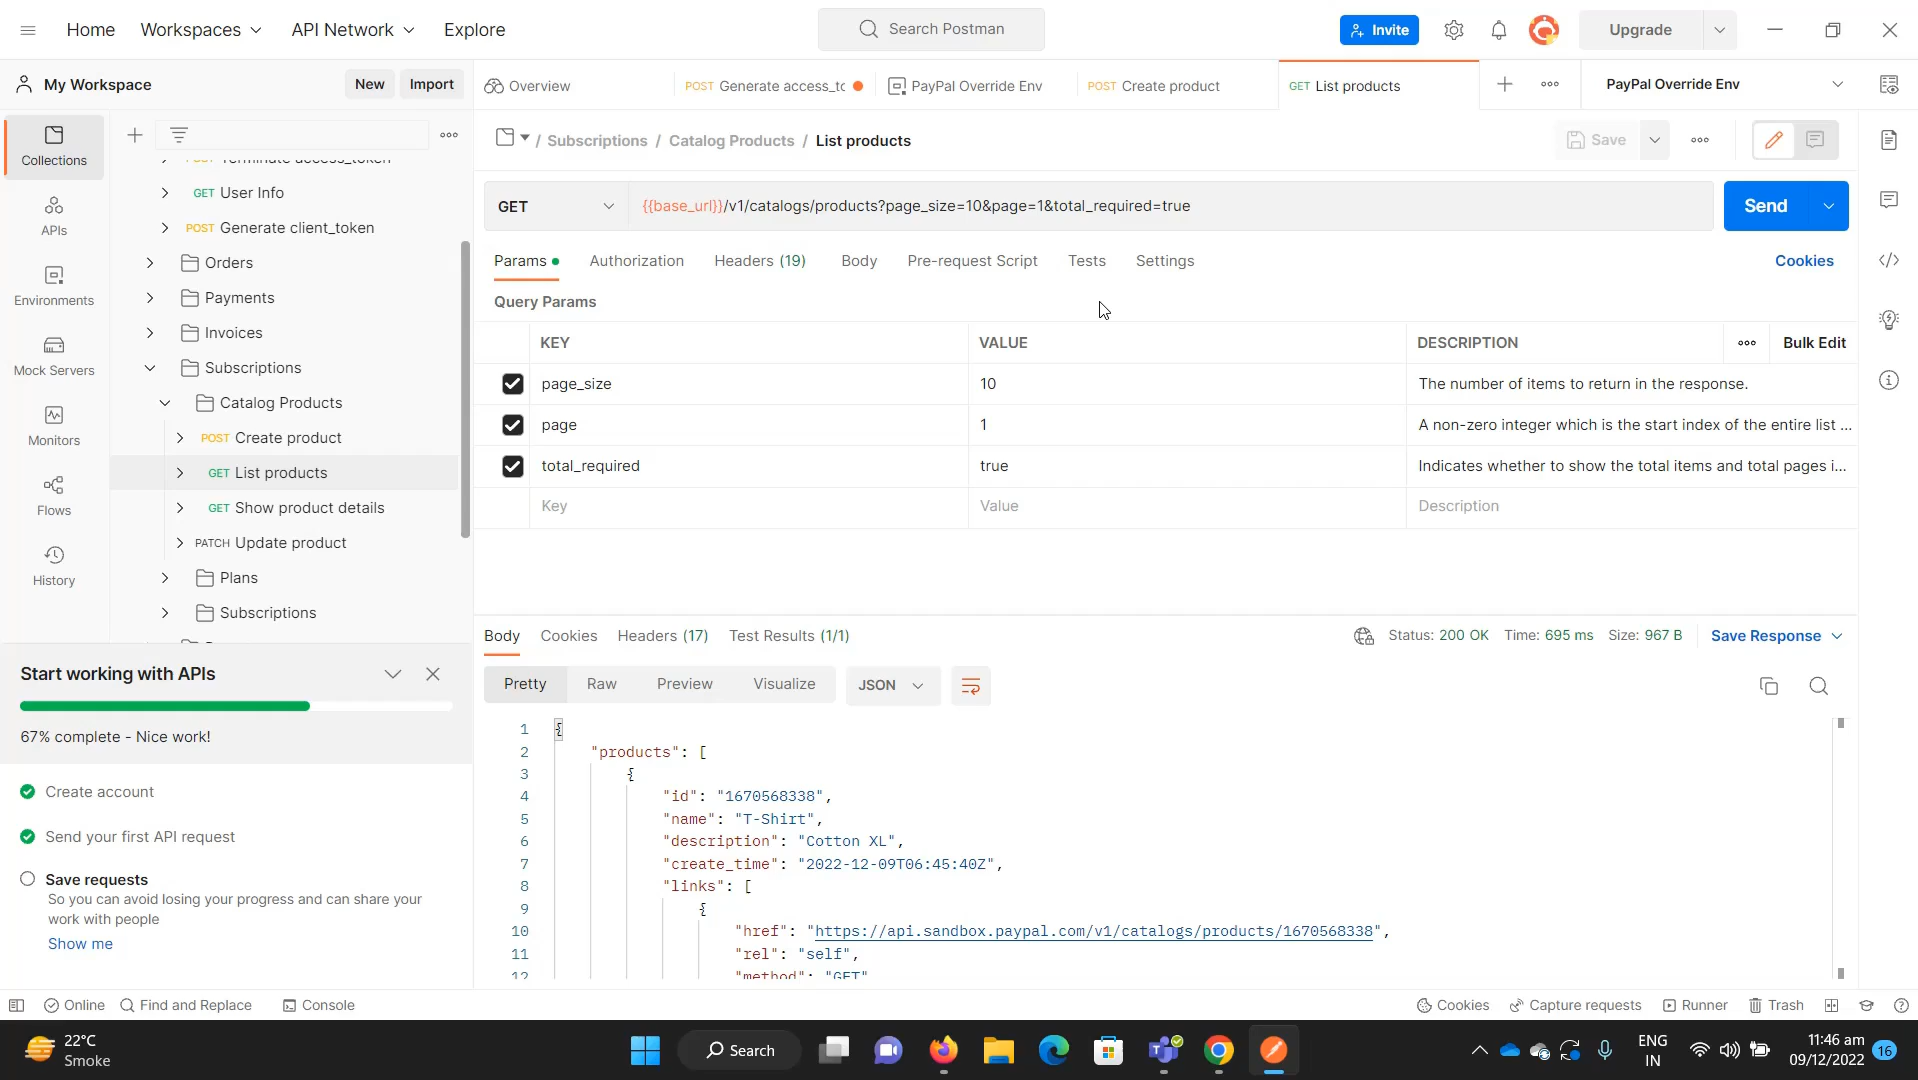 Home Workspaces API Network Explore Search Postman Invite Upgrade
My Workspace New Import Overview POST Generate access_tc PayPal Override Env POST Create product GET List products PayPal Override Env
Collections
APIs
Environments
Mock Servers
Monitors
Flows
History
Terminate access_token
GET User Info
POST Generate client_token
Orders
Payments
Invoices
Subscriptions
Catalog Products
POST Create product
GET List products
GET Show product details
PATCH Update product
Plans
Subscriptions
/ Subscriptions / Catalog Products / List products Save
GET {{base_url}}/v1/catalogs/products?page_size=10&page=1&total_required=true Send
Params Authorization Headers (19) Body Pre-request Script Tests Settings Cookies
Query Params
KEY VALUE DESCRIPTION Bulk Edit
page_size 10 The number of items to return in the response.
page 1 A non-zero integer which is the start index of the entire list ...
total_required true Indicates whether to show the total items and total pages i...
Key Value Description
Body Cookies Headers (17) Test Results (1/1) Status: 200 OK Time: 695 ms Size: 967 B Save Response
Pretty Raw Preview Visualize JSON
1 {
2 "products": [
3 {
4 "id": "1670568338",
5 "name": "T-Shirt",
6 "description": "Cotton XL",
7 "create_time": "2022-12-09T06:45:40Z",
8 "links": [
9 {
10 "href": "https://api.sandbox.paypal.com/v1/catalogs/products/1670568338",
11 "rel": "self",
12 "method": "GET"
Start working with APIs
67% complete - Nice work!
Create account
Send your first API request
Save requests
So you can avoid losing your progress and can share your
work with people
Show me
Online Find and Replace Console Cookies Capture requests Runner Trash
22°C
Smoke
Search
ENG
IN
11:46 am
09/12/2022
16